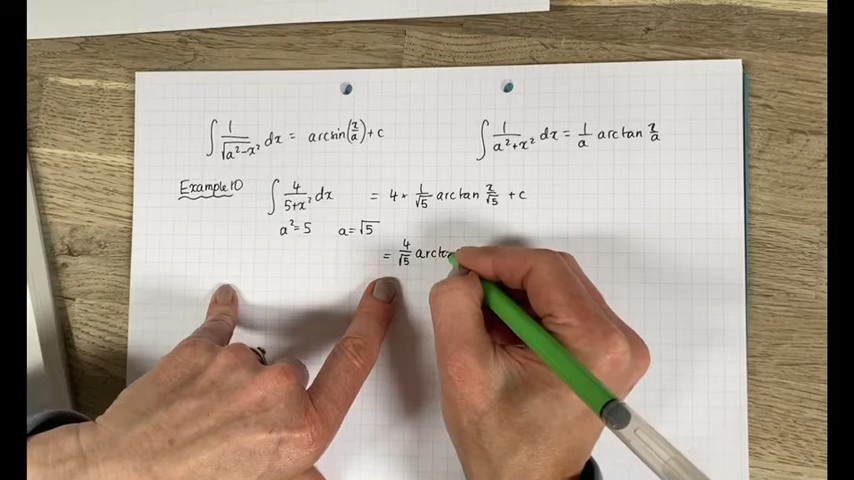 ∫ 1/√(a²-x²) dx = arcsin(x/a) + c
∫ 1/(a²+x²) dx = 1/a arctan x/a
Example 10 ∫ 4/(5+x²) dx = 4 × 1/√5 arctan x/√5 + c
a² = 5 a = √5
= 4/√5 arcta